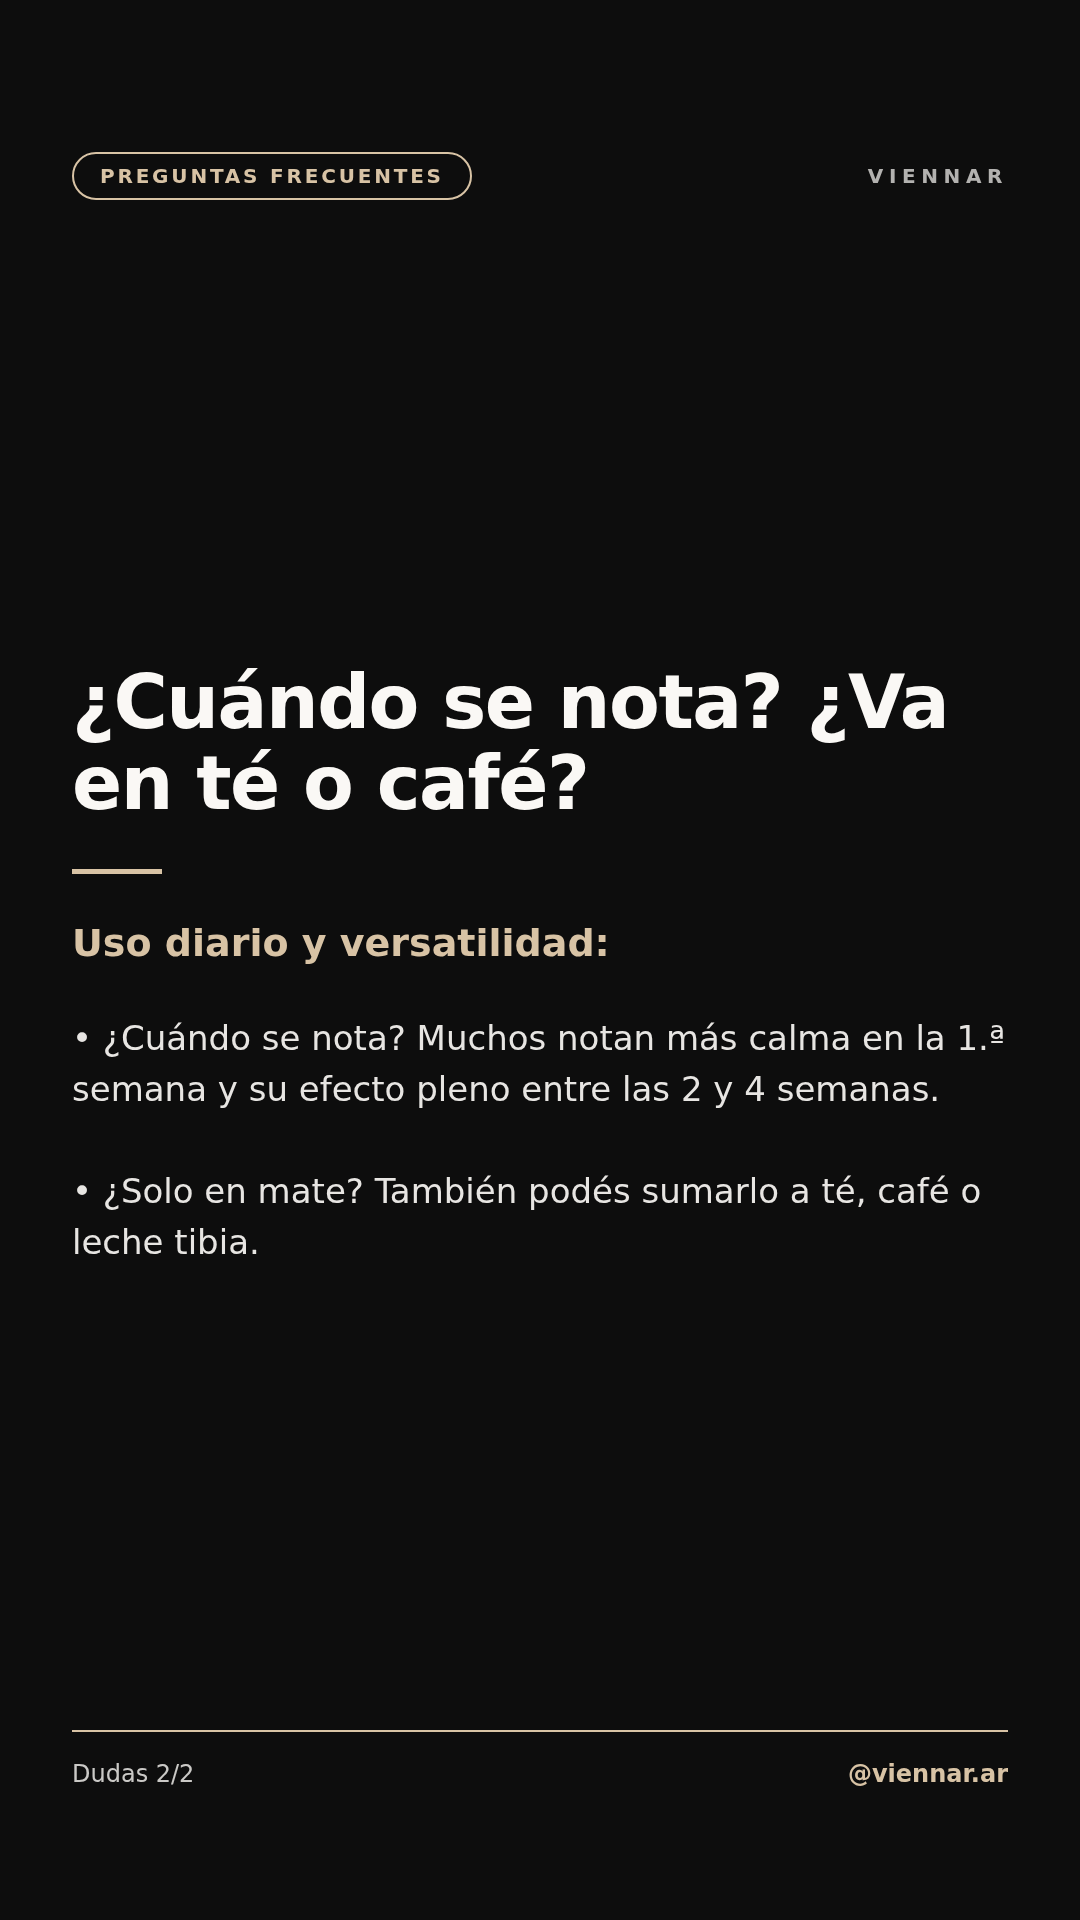 PREGUNTAS FRECUENTES
VIENNAR
¿Cuándo se nota? ¿Va
en té o café?
Uso diario y versatilidad:
• ¿Cuándo se nota? Muchos notan más calma en la 1.ª
semana y su efecto pleno entre las 2 y 4 semanas.
• ¿Solo en mate? También podés sumarlo a té, café o
leche tibia.
Dudas 2/2
@viennar.ar